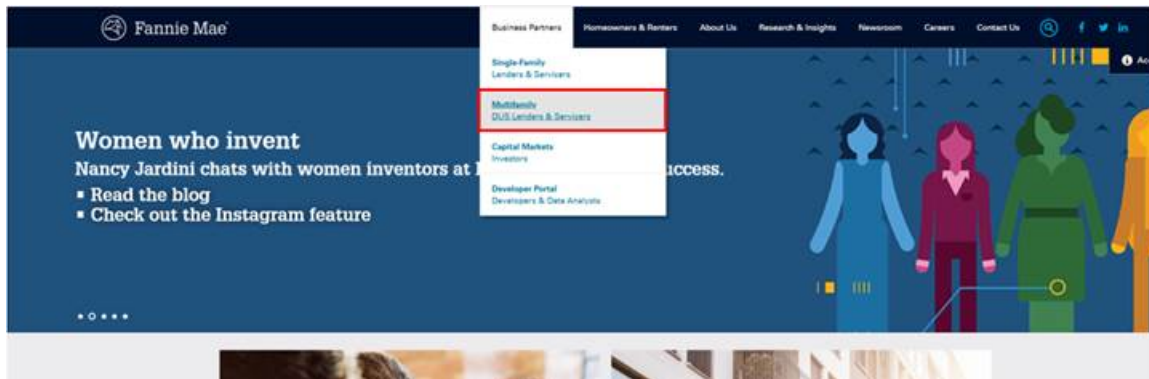 Fannie Mae
Business Partners Homeowners & Renters About Us Research & Insights Newsroom Careers Contact Us
Single-Family
Lenders & Servicers
Multifamily
DUS Lenders & Servicers
Capital Markets
Investors
Developer Portal
Developers & Data Analysts
Women who invent
Nancy Jardini chats with women inventors at uccess.
▪ Read the blog
▪ Check out the Instagram feature